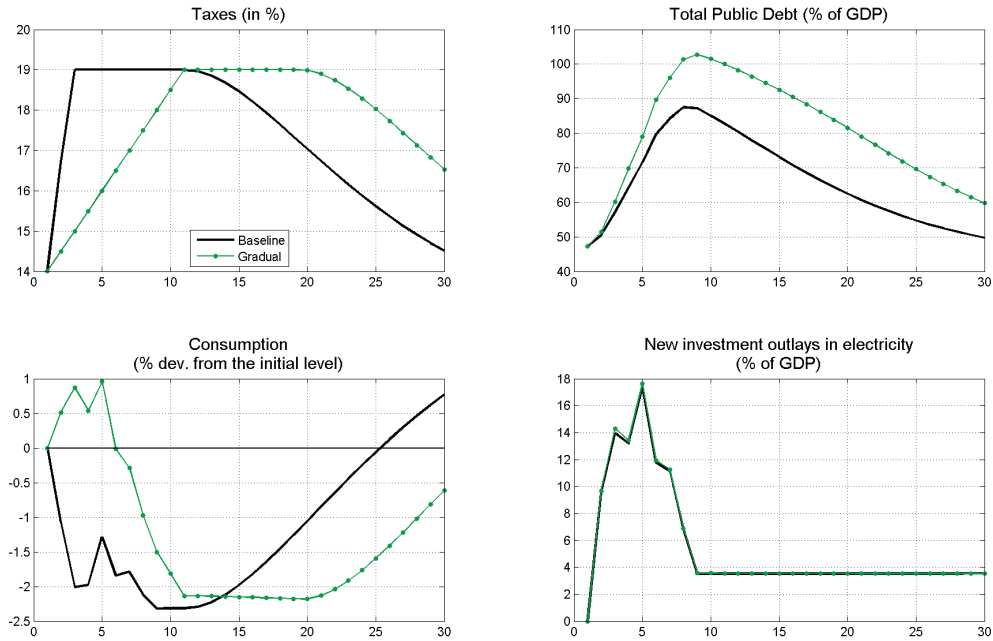 Taxes (in %)
20
19
18
17
16
15
14
0 5 10 15 20 25 30
Baseline
Gradual
Total Public Debt (% of GDP)
110
100
90
80
70
60
50
40
0 5 10 15 20 25 30
Consumption
(% dev. from the initial level)
1
0.5
0
-0.5
-1
-1.5
-2
-2.5
0 5 10 15 20 25 30
New investment outlays in electricity
(% of GDP)
18
16
14
12
10
8
6
4
2
0
0 5 10 15 20 25 30